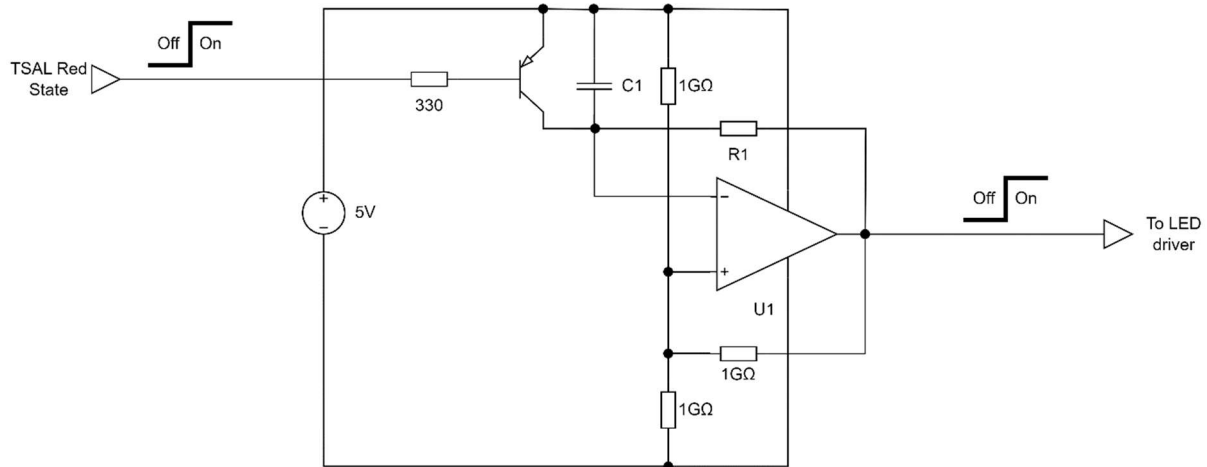 Off On
TSAL Red
State
330
C1
1GΩ
R1
5V
−
+
+
−
U1
1GΩ
1GΩ
Off On
To LED
driver